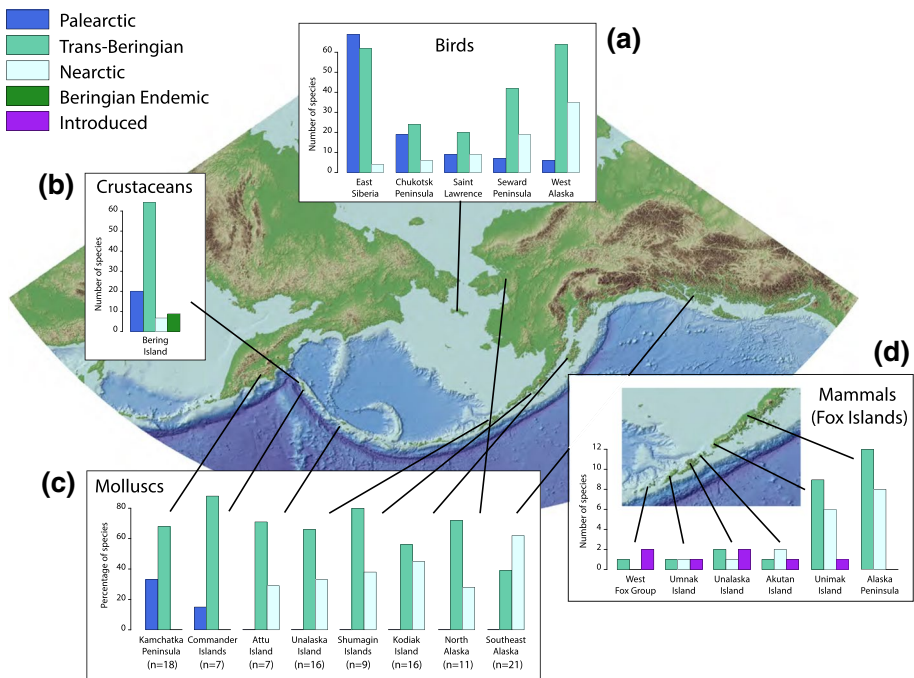 Palearctic
Trans-Beringian
Nearctic
Beringian Endemic
Introduced
(a)
Birds
Number of species
60
50
40
30
20
10
0
East Siberia
Chukotsk Peninsula
Saint Lawrence
Seward Peninsula
West Alaska
(b)
Crustaceans
Number of species
60
50
40
30
20
10
0
Bering Island
(c)
Molluscs
Percentage of species
80
60
40
20
0
Kamchatka Peninsula (n=18)
Commander Islands (n=7)
Attu Island (n=7)
Unalaska Island (n=16)
Shumagin Islands (n=9)
Kodiak Island (n=16)
North Alaska (n=11)
Southeast Alaska (n=21)
(d)
Mammals
(Fox Islands)
Number of species
12
10
8
6
4
2
0
West Fox Group
Umnak Island
Unalaska Island
Akutan Island
Unimak Island
Alaska Peninsula